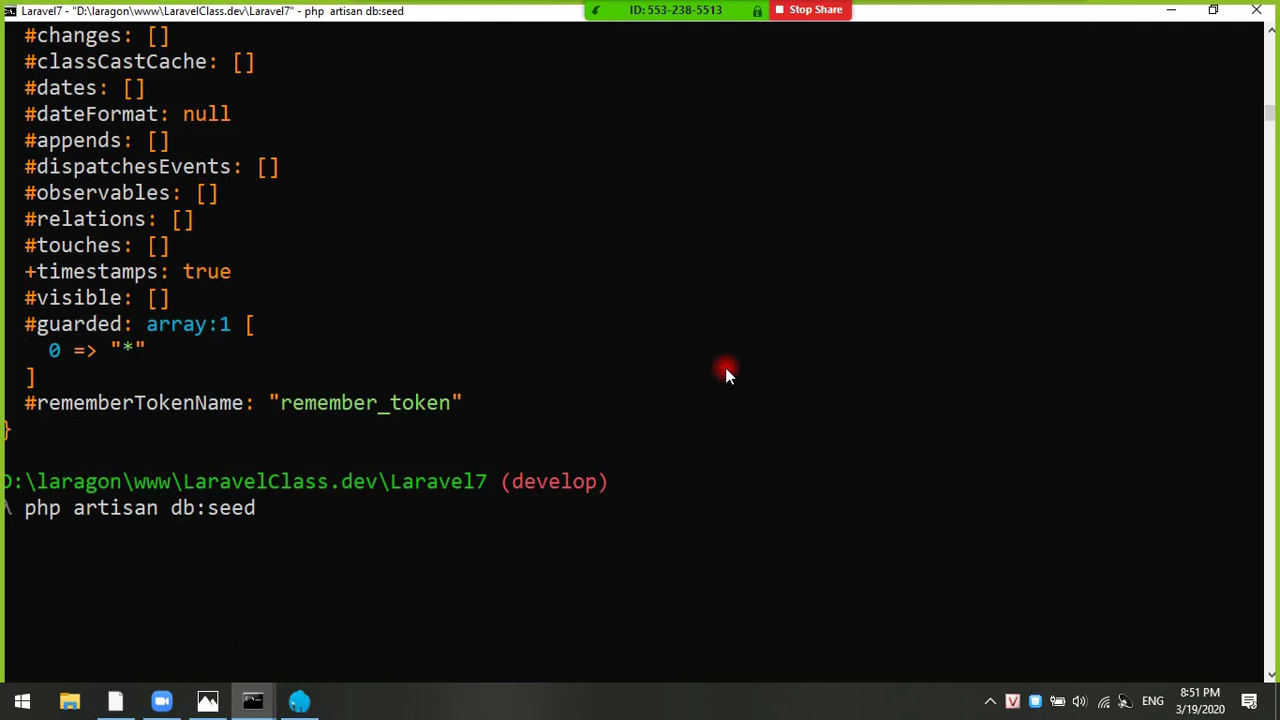 Laravel7 - "D:\laragon\www\LaravelClass.dev\Laravel7" - php  artisan db:seed
ID: 553-238-5513
Stop Share
#changes: []
#classCastCache: []
#dates: []
#dateFormat: null
#appends: []
#dispatchesEvents: []
#observables: []
#relations: []
#touches: []
+timestamps: true
#visible: []
#guarded: array:1 [
0 => "*"
]
#rememberTokenName: "remember_token"
}
D:\laragon\www\LaravelClass.dev\Laravel7 (develop)
λ php artisan db:seed
V
ENG
8:51 PM
3/19/2020